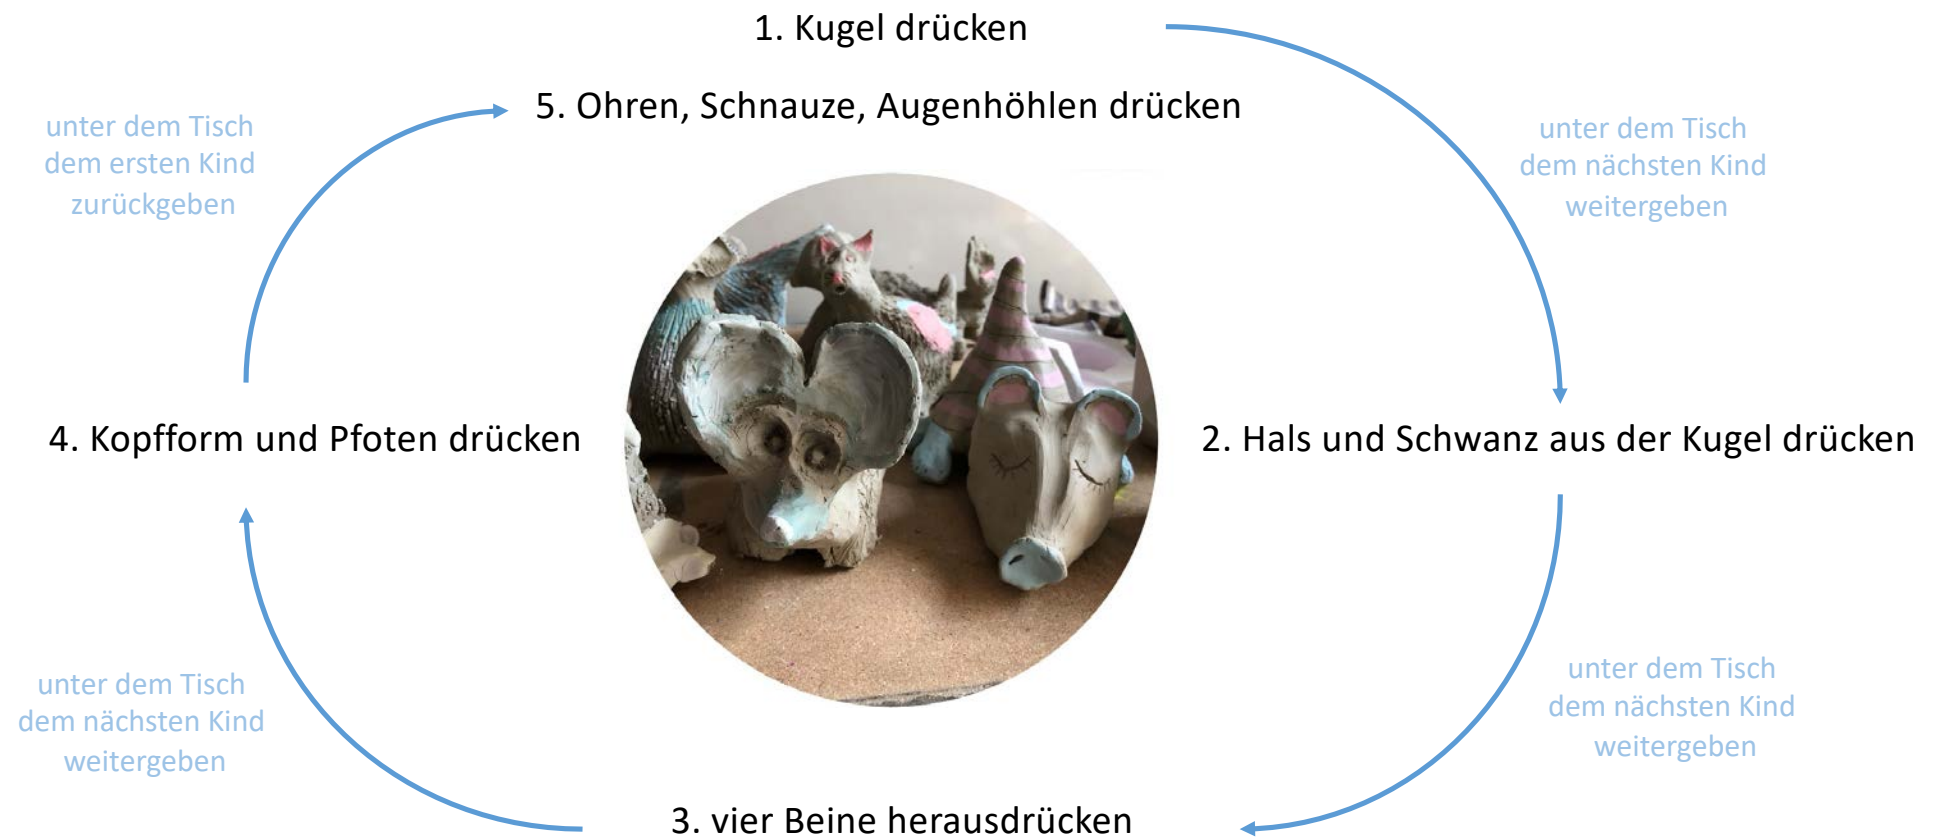 1. Kugel drücken
5. Ohren, Schnauze, Augenhöhlen drücken
unter dem Tisch
dem nächsten Kind
weitergeben
2. Hals und Schwanz aus der Kugel drücken
unter dem Tisch
dem nächsten Kind
weitergeben
3. vier Beine herausdrücken
unter dem Tisch
dem nächsten Kind
weitergeben
4. Kopfform und Pfoten drücken
unter dem Tisch
dem ersten Kind
zurückgeben